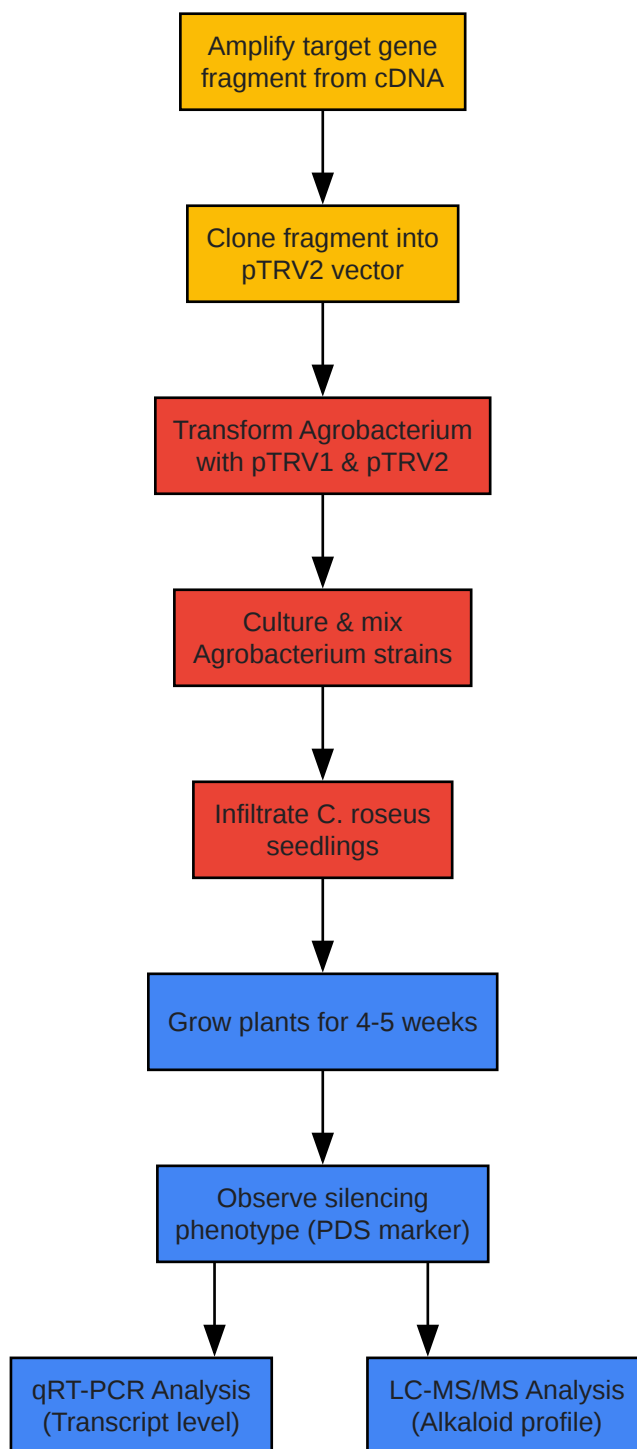 Amplify target gene
fragment from cDNA
Clone fragment into
pTRV2 vector
Transform Agrobacterium
with pTRV1 & pTRV2
Culture & mix
Agrobacterium strains
Infiltrate C. roseus
seedlings
Grow plants for 4-5 weeks
Observe silencing
phenotype (PDS marker)
qRT-PCR Analysis
(Transcript level)
LC-MS/MS Analysis
(Alkaloid profile)